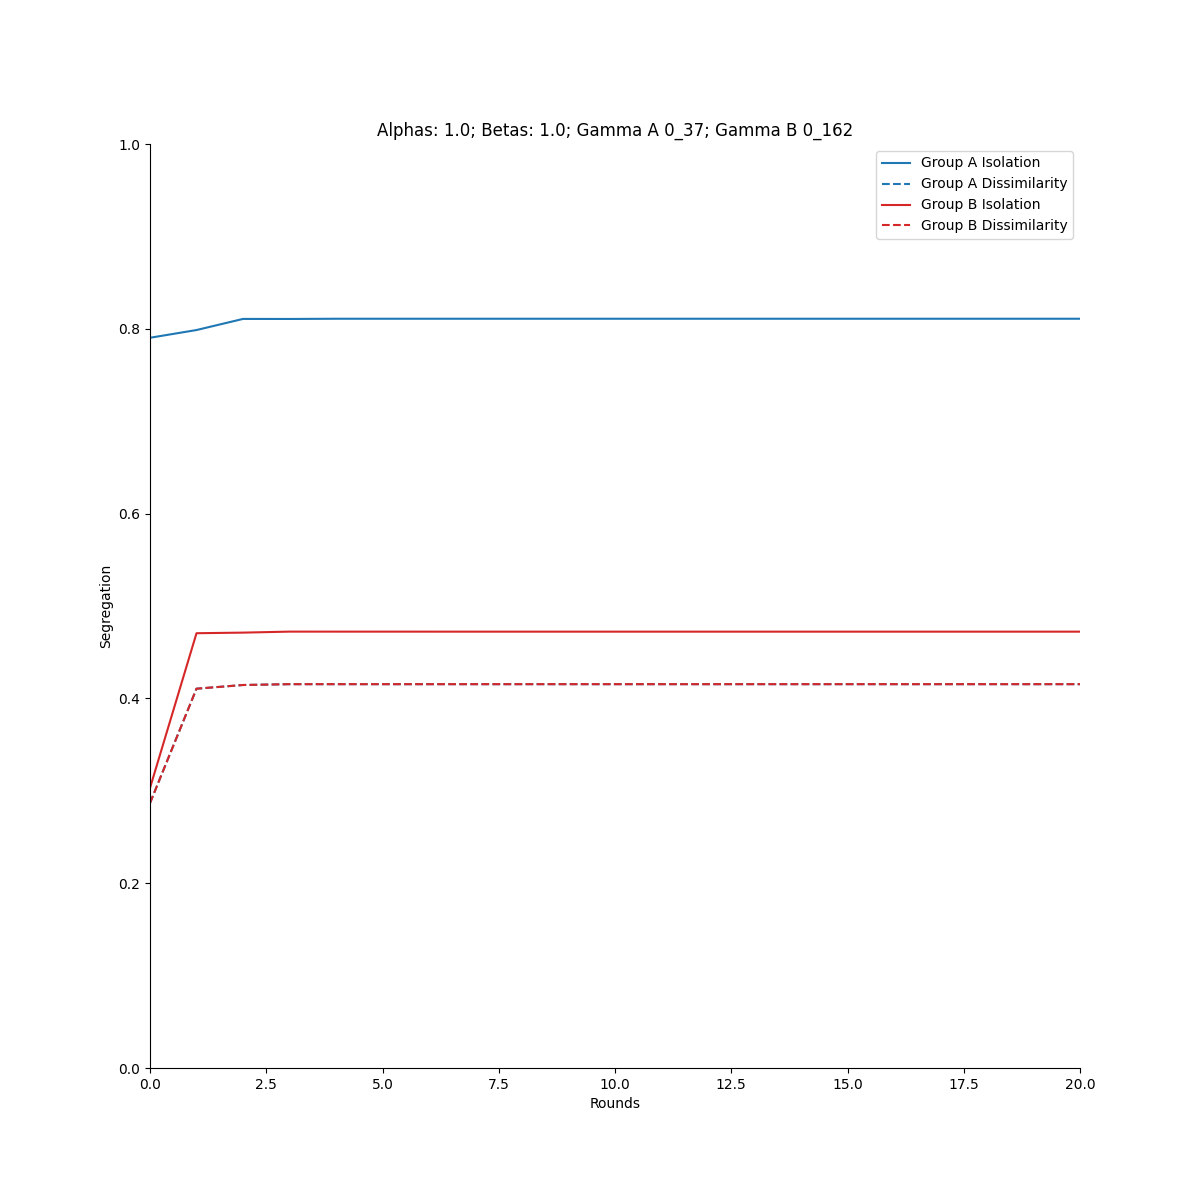 Alphas: 1.0; Betas: 1.0; Gamma A 0_37; Gamma B 0_162
Group A Isolation
Group A Dissimilarity
Group B Isolation
Group B Dissimilarity
1.0
0.8
0.6
0.4
0.2
0.0
Segregation
0.0 2.5 5.0 7.5 10.0 12.5 15.0 17.5 20.0
Rounds